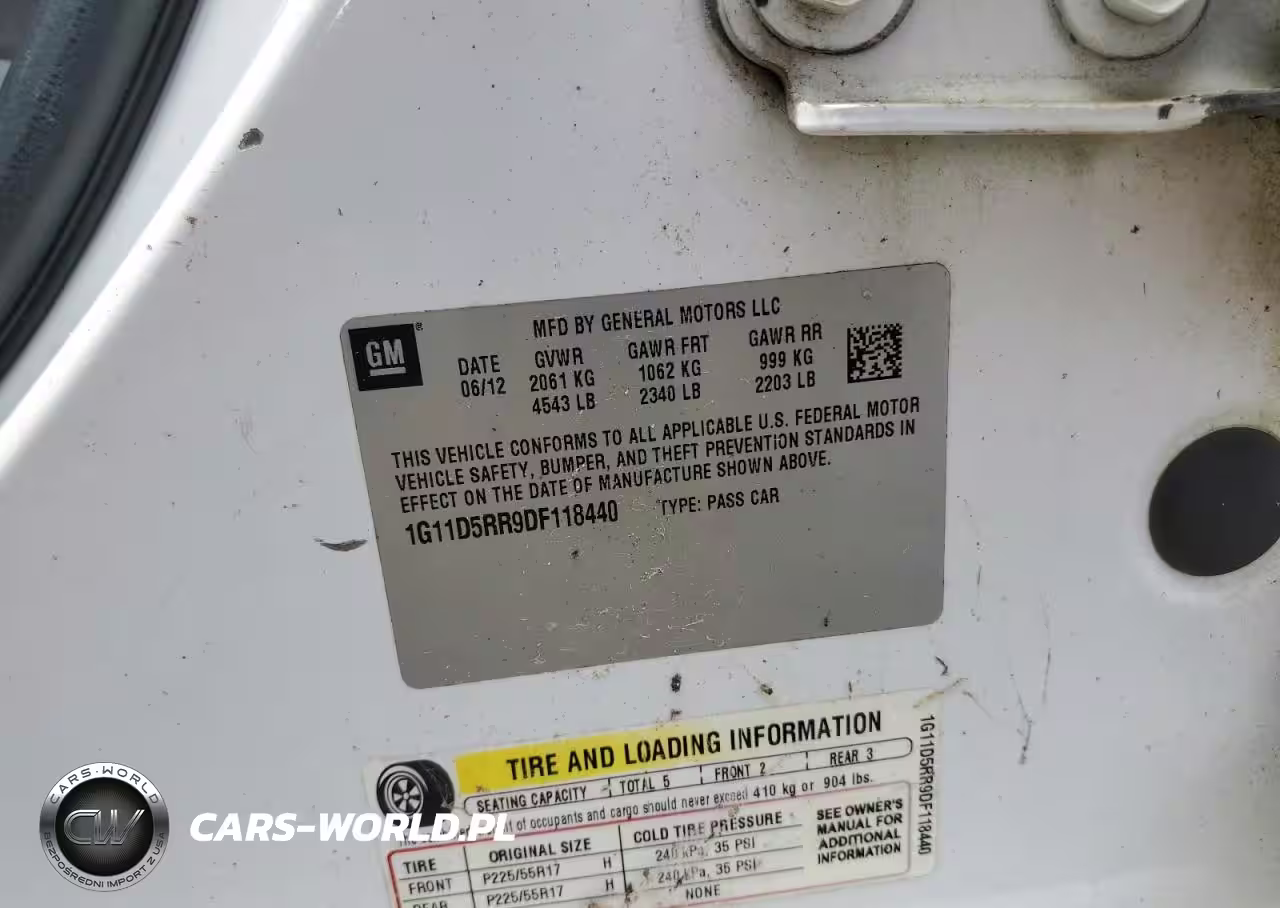 GM ®
MFD BY GENERAL MOTORS LLC
DATE GVWR GAWR FRT GAWR RR
06/12 2061 KG 1062 KG 999 KG
4543 LB 2340 LB 2203 LB
THIS VEHICLE CONFORMS TO ALL APPLICABLE U.S. FEDERAL MOTOR
VEHICLE SAFETY, BUMPER, AND THEFT PREVENTION STANDARDS IN
EFFECT ON THE DATE OF MANUFACTURE SHOWN ABOVE.
1G11D5RR9DF118440 TYPE: PASS CAR
TIRE AND LOADING INFORMATION
SEATING CAPACITY TOTAL 5 FRONT 2 REAR 3
of occupants and cargo should never exceed 410 kg or 904 lbs.
TIRE ORIGINAL SIZE COLD TIRE PRESSURE
FRONT P225/55R17 H 240 kPa, 35 PSI
REAR P225/55R17 H 240 kPa, 35 PSI
NONE
SEE OWNER'S
MANUAL FOR
ADDITIONAL
INFORMATION
1G11D5RR9DF118440
CARS-WORLD
CW
BEZPOŚREDNI IMPORT Z USA
CARS-WORLD.PL